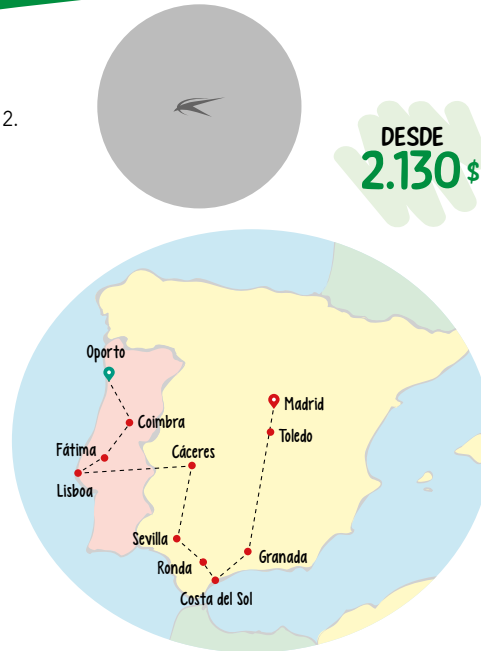 2.
DESDE
2.130 $
Oporto
Madrid
Coimbra
Toledo
Fátima
Cáceres
Lisboa
Sevilla
Granada
Ronda
Costa del Sol